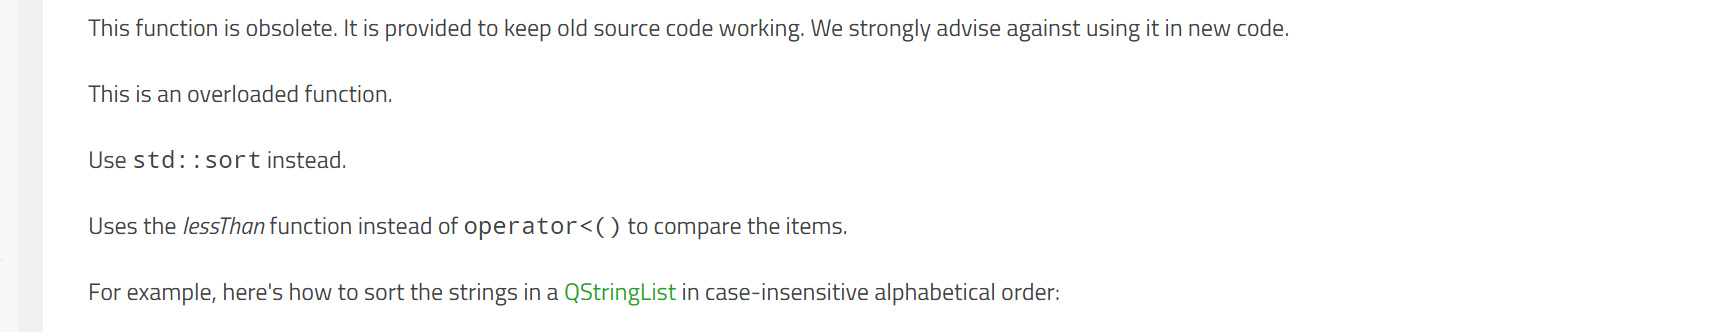 This function is obsolete. It is provided to keep old source code working. We strongly advise against using it in new code.
This is an overloaded function.
Use std::sort instead.
Uses the lessThan function instead of operator<() to compare the items.
For example, here's how to sort the strings in a QStringList in case-insensitive alphabetical order: